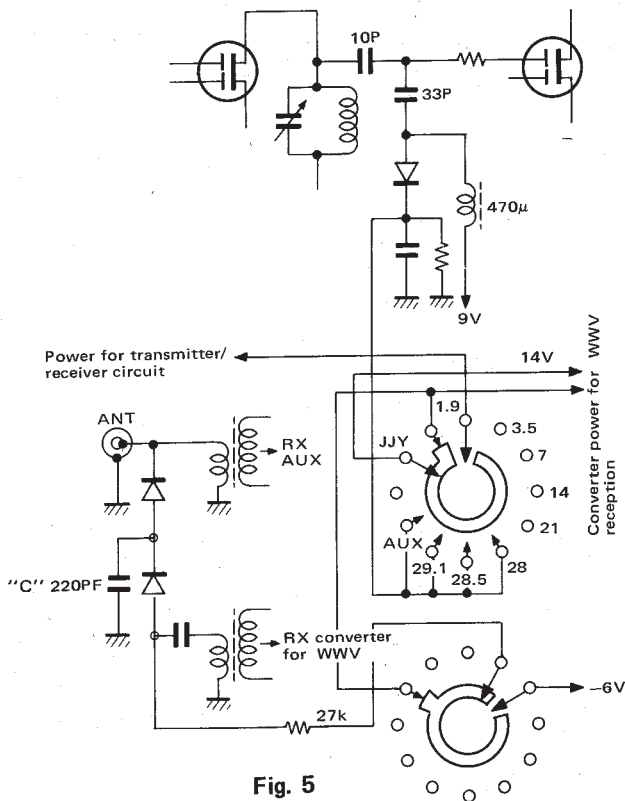 10P
33P
470μ
9V
Power for transmitter/
receiver circuit
14V
Converter power for WWV
reception
1.9
3.5
JJY
7
14
21
AUX
29.1
28.5
28
ANT
RX
AUX
"C" 220PF
RX converter
for WWV
27k
–6V
Fig. 5